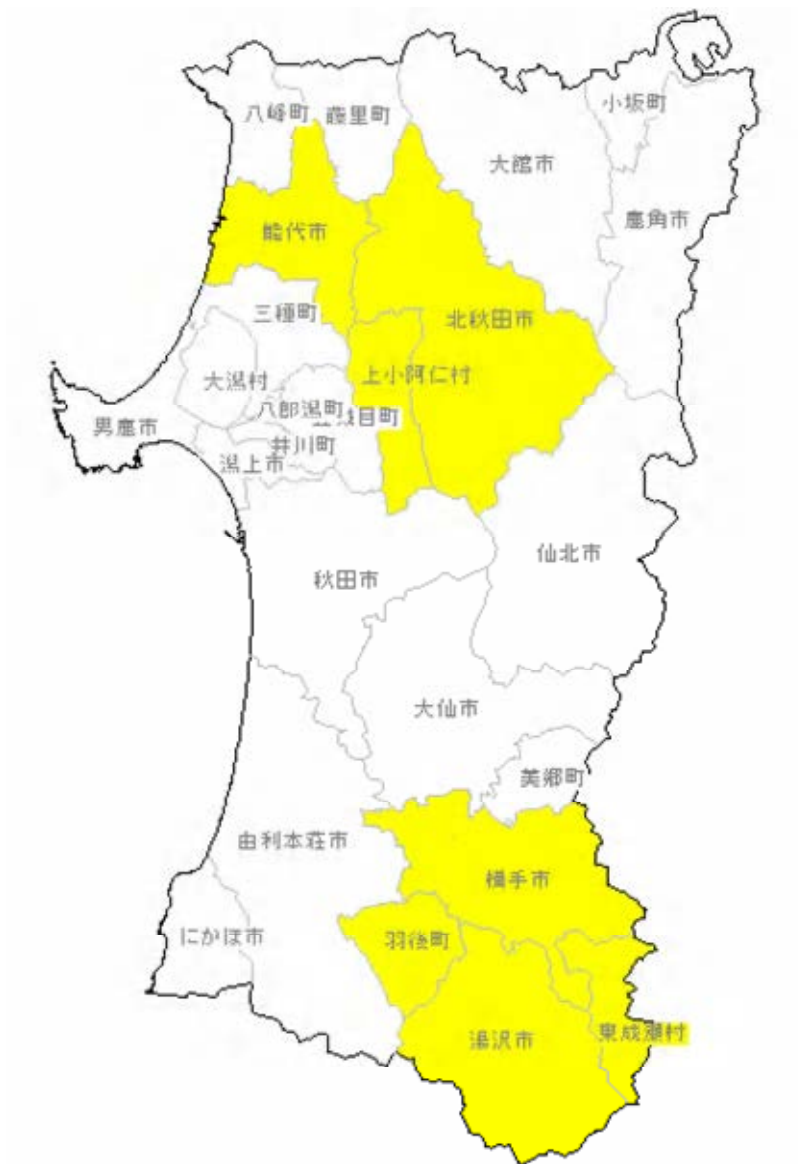 八峰町
藤里町
小坂町
大館市
鹿角市
能代市
三種町
北秋田市
大潟村
上小阿仁村
八郎潟町
目町
男鹿市
井川町
潟上市
仙北市
秋田市
大仙市
美郷町
由利本荘市
横手市
にかほ市
羽後町
湯沢市
東成瀬村